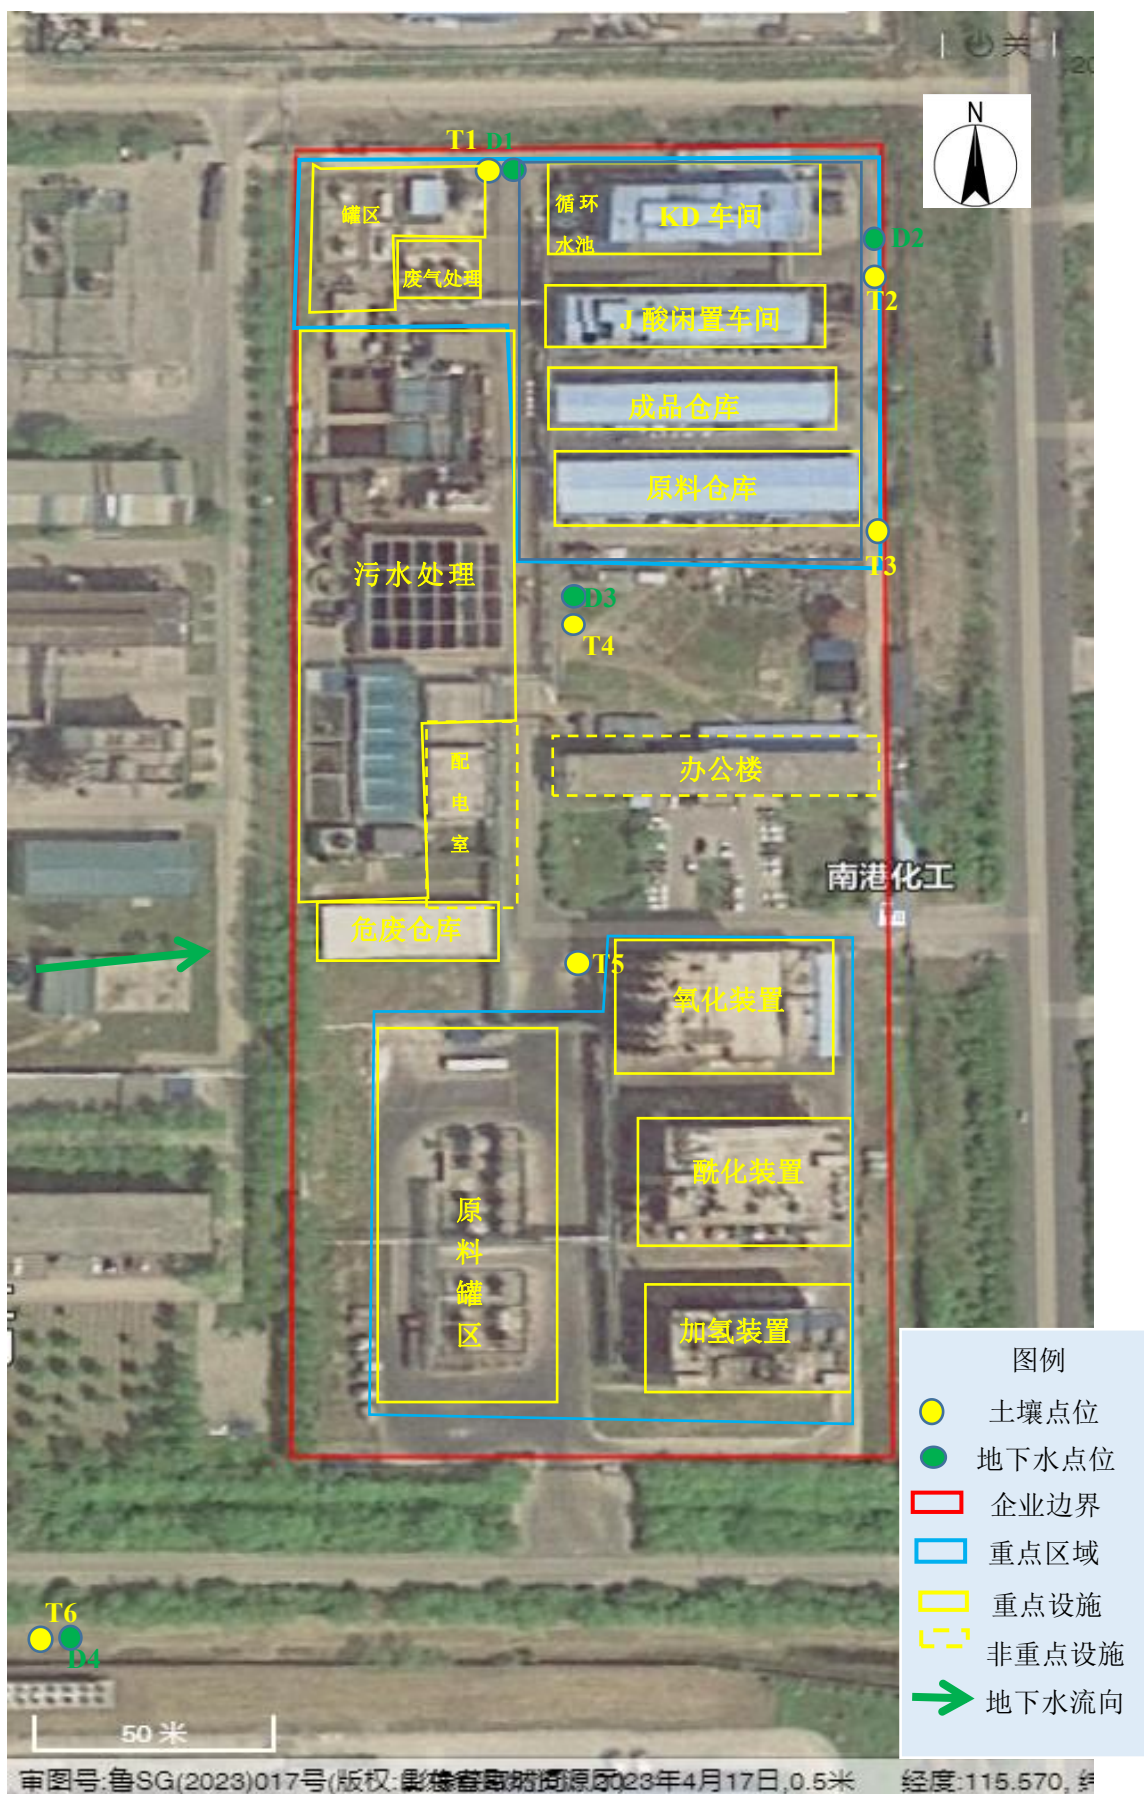 关
20
N
T1 D1
罐区
循 环
水池
KD 车间
D2
废气处理
T2
J 酸闲置车间
成品仓库
原料仓库
T3
污水处理
D3
T4
配
电
室
办公楼
南港化工
危废仓库
T5
氧化装置
酰化装置
原
料
罐
区
加氢装置
图例
土壤点位
地下水点位
企业边界
重点区域
重点设施
非重点设施
地下水流向
T6
D4
50 米
审图号:鲁SG(2023)017号(版权:
2023年4月17日,0.5米
经度:115.570,